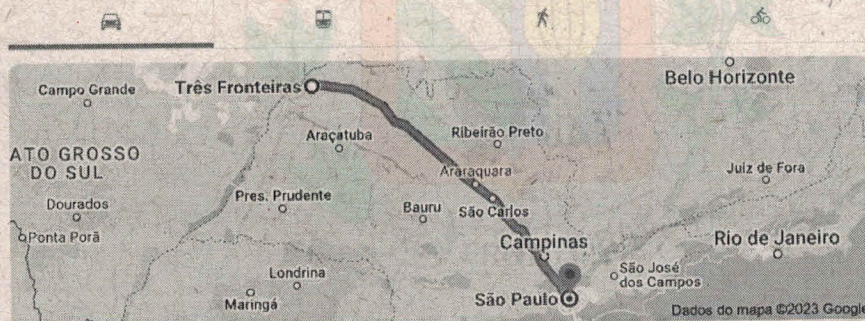 Belo Horizonte
Campo Grande
Três Fronteiras
Araçatuba
Ribeirão Preto
ATO GROSSO
DO SUL
Araraquara
Juiz de Fora
Pres. Prudente
Dourados
Bauru
São Carlos
Ponta Porã
Campinas
Rio de Janeiro
Londrina
São José
dos Campos
Maringá
São Paulo
Dados do mapa ©2023 Google